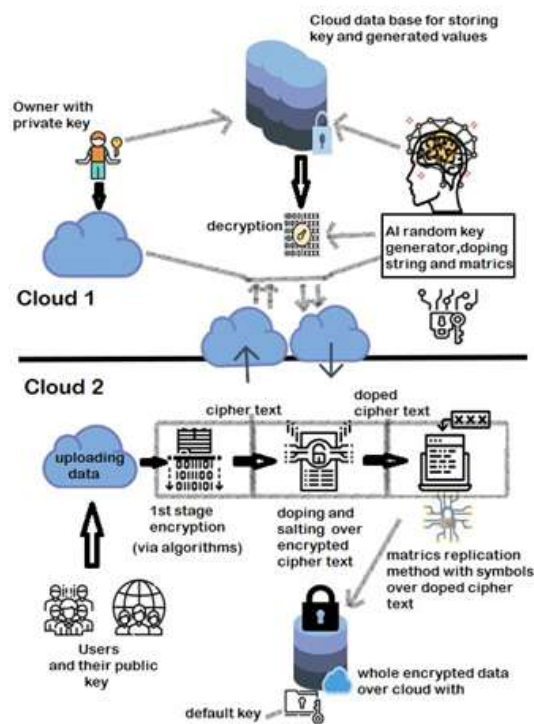 Cloud data base for storing
key and generated values
Owner with
private key
decryption
AI random key
generator,doping
string and matrics
Cloud 1
Cloud 2
cipher text
doped
cipher text
XXX
uploading
data
1st stage
encryption
(via algorithms)
doping and
salting over
encrypted
cipher text
matrics replication
method with symbols
over doped cipher
text
Users
and their public
key
whole encrypted data
over cloud with
default key